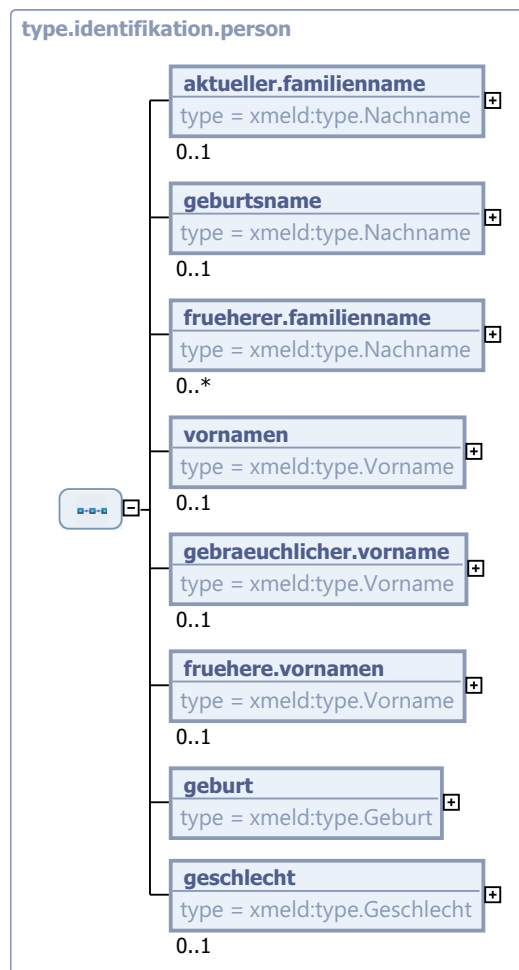 type.identifikation.person
aktueller.familienname
type = xmeld:type.Nachname
0..1
geburtsname
type = xmeld:type.Nachname
0..1
frueherer.familienname
type = xmeld:type.Nachname
0..*
vornamen
type = xmeld:type.Vorname
0..1
gebraeuchlicher.vorname
type = xmeld:type.Vorname
0..1
fruehere.vornamen
type = xmeld:type.Vorname
0..1
geburt
type = xmeld:type.Geburt
geschlecht
type = xmeld:type.Geschlecht
0..1